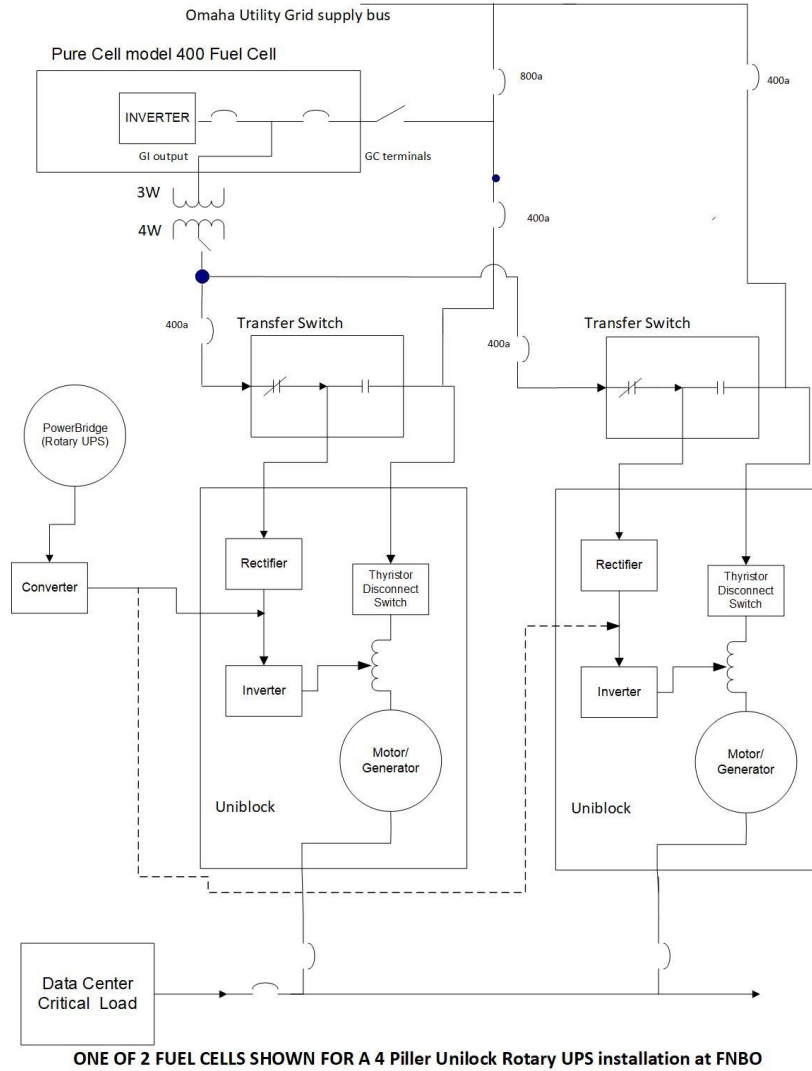 Omaha Utility Grid supply bus
Pure Cell model 400 Fuel Cell
800a
400a
INVERTER
GI output
GC terminals
3W
4W
400a
400a
Transfer Switch
400a
Transfer Switch
PowerBridge
(Rotary UPS)
Converter
Rectifier
Thyristor
Disconnect
Switch
Inverter
Motor/
Generator
Uniblock
Rectifier
Thyristor
Disconnect
Switch
Inverter
Motor/
Generator
Uniblock
Data Center
Critical Load
ONE OF 2 FUEL CELLS SHOWN FOR A 4 Piller Unilock Rotary UPS installation at FNBO